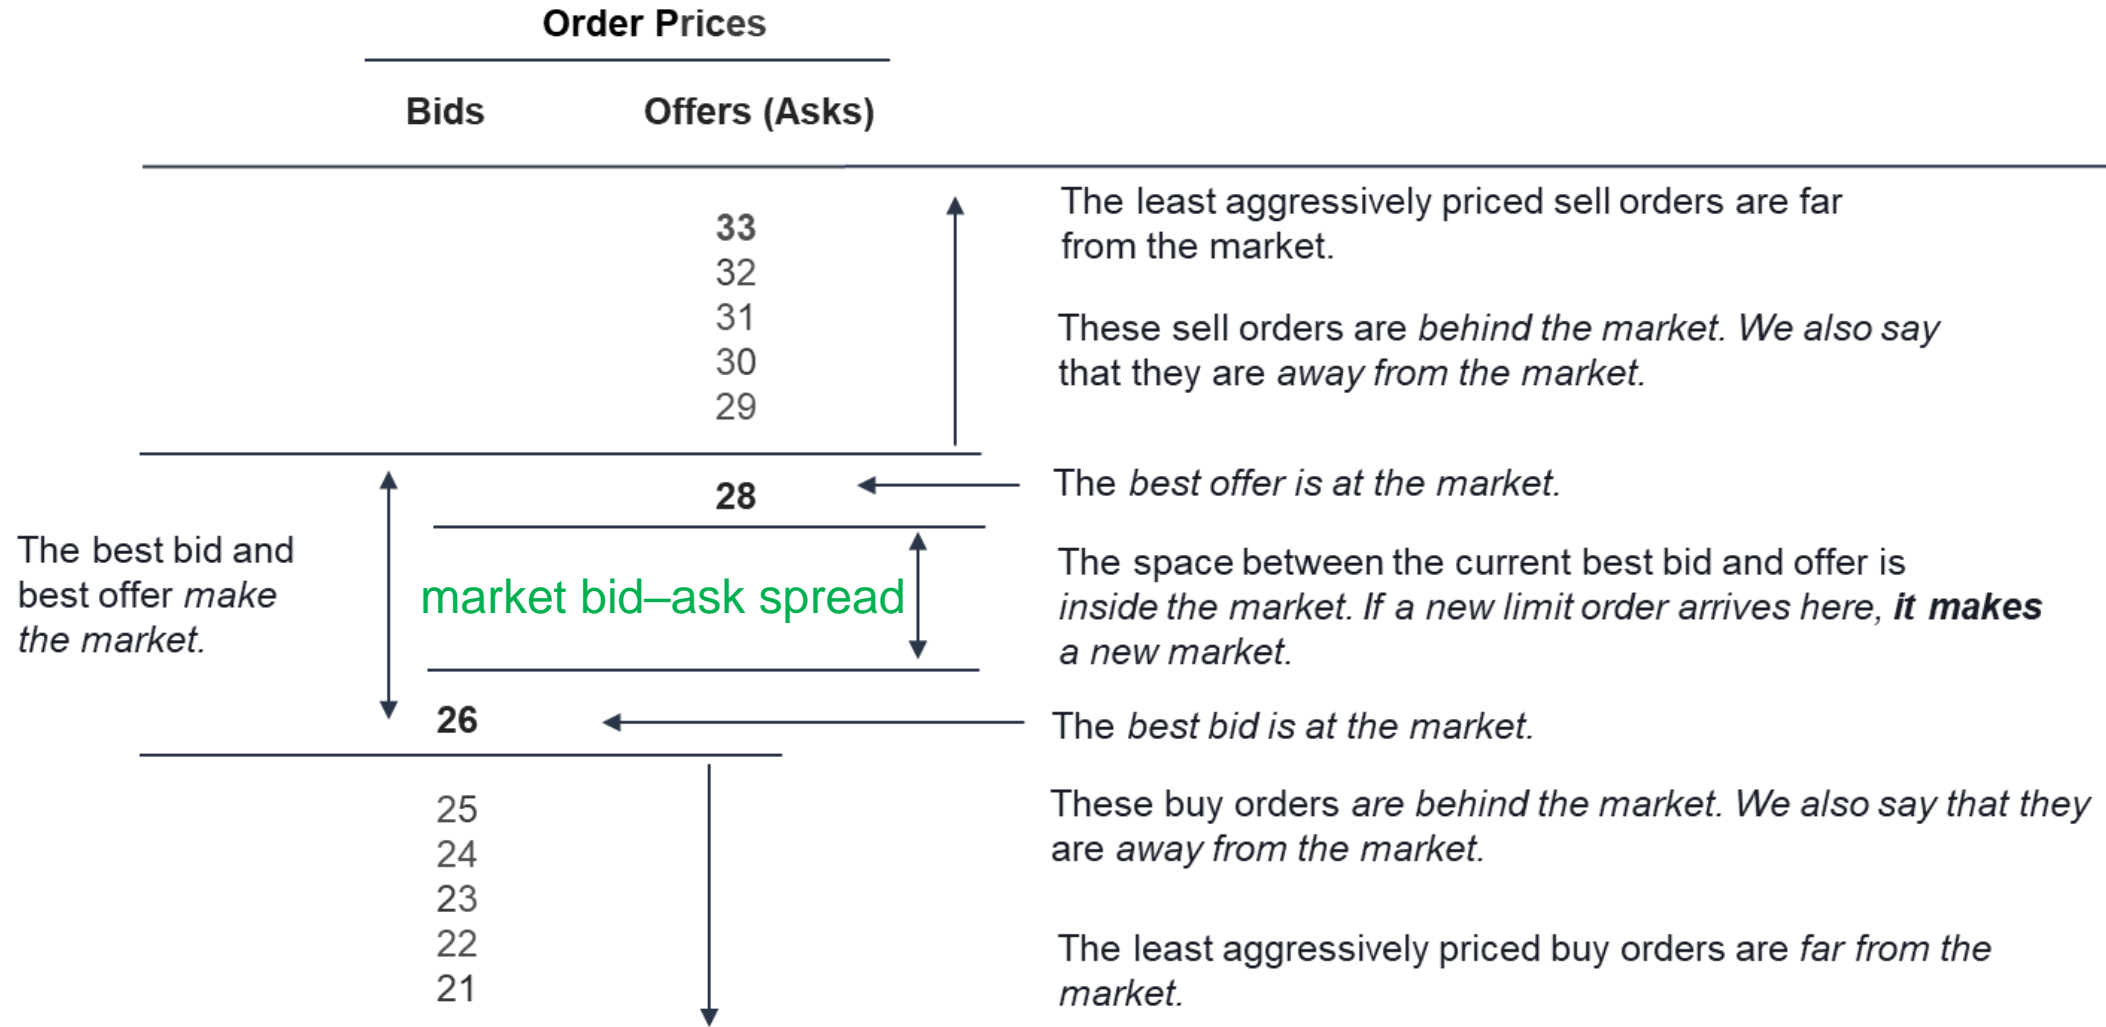 Order Prices
Bids Offers (Asks)
33
The least aggressively priced sell orders are far
from the market.
32
31
30
29
These sell orders are behind the market. We also say
that they are away from the market.
28
The best offer is at the market.
The best bid and
best offer make
the market.
market bid–ask spread
The space between the current best bid and offer is
inside the market. If a new limit order arrives here, it makes
a new market.
26
The best bid is at the market.
25
24
23
22
21
These buy orders are behind the market. We also say that they
are away from the market.
The least aggressively priced buy orders are far from the
market.